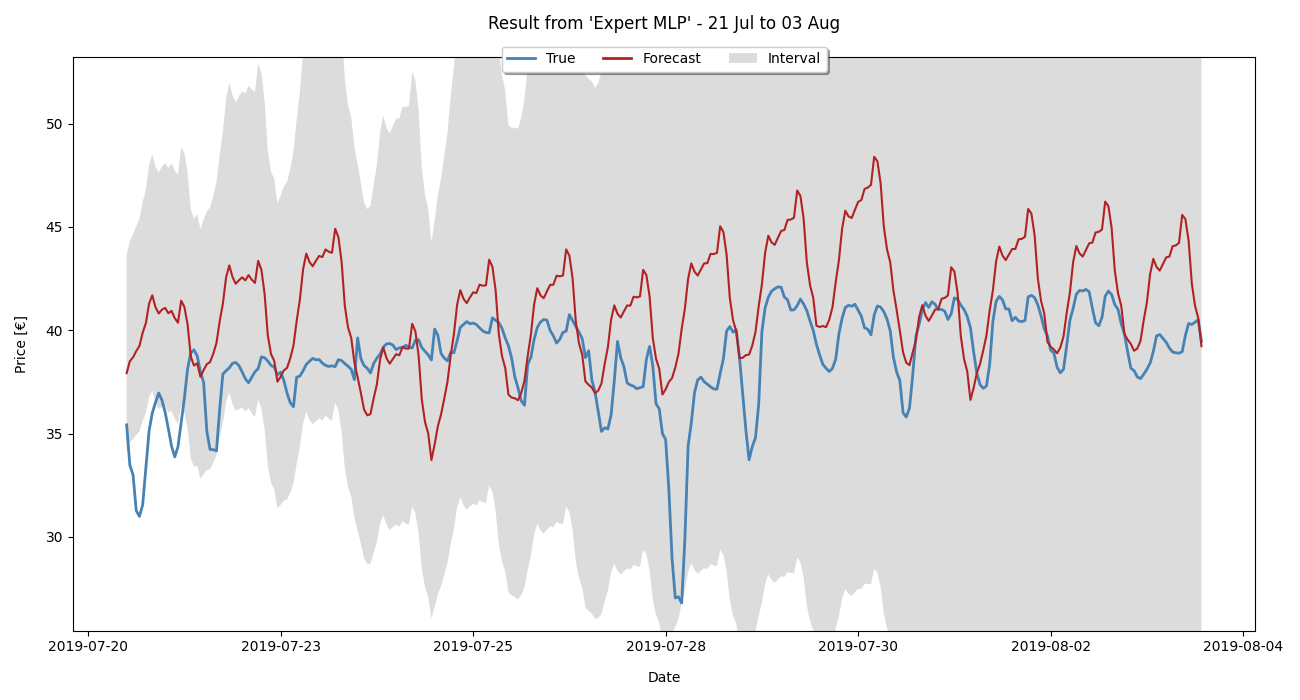 Result from 'Expert MLP' - 21 Jul to 03 Aug
True Forecast Interval
50
45
40
35
30
Price [€]
2019-07-20 2019-07-23 2019-07-25 2019-07-28 2019-07-30 2019-08-02 2019-08-04
Date